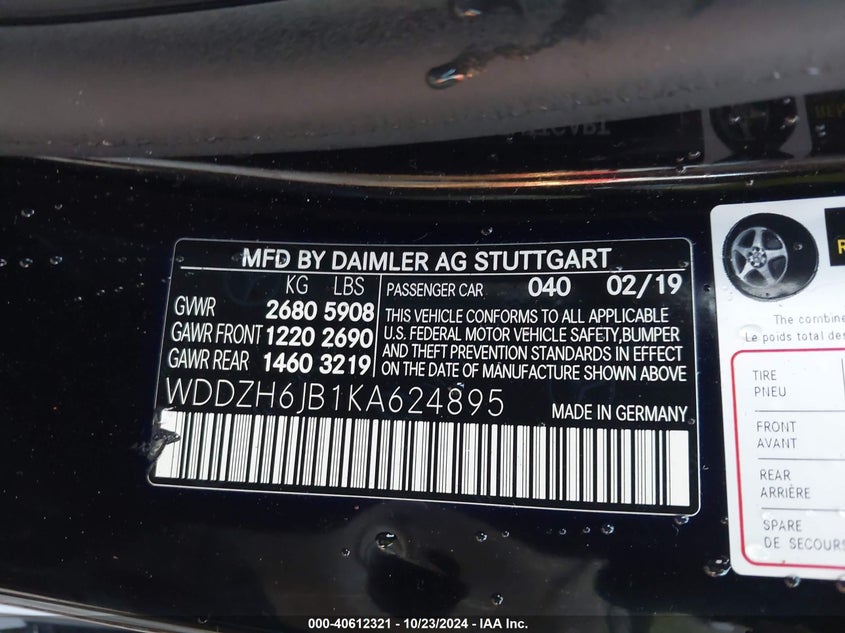 MFD BY DAIMLER AG STUTTGART
KG LBS
GVWR 2680 5908
GAWR FRONT 1220 2690
GAWR REAR 1460 3219
PASSENGER CAR 040 02/19
THIS VEHICLE CONFORMS TO ALL APPLICABLE
U.S. FEDERAL MOTOR VEHICLE SAFETY,BUMPER
AND THEFT PREVENTION STANDARDS IN EFFECT
ON THE DATE OF MANUFACTURE SHOWN ABOVE
WDDZH6JB1KA624895 MADE IN GERMANY
The combine
Le poids total des
TIRE
PNEU
FRONT
AVANT
REAR
ARRIÈRE
SPARE
DE SECOURS
000-40612321 - 10/23/2024 - IAA Inc.